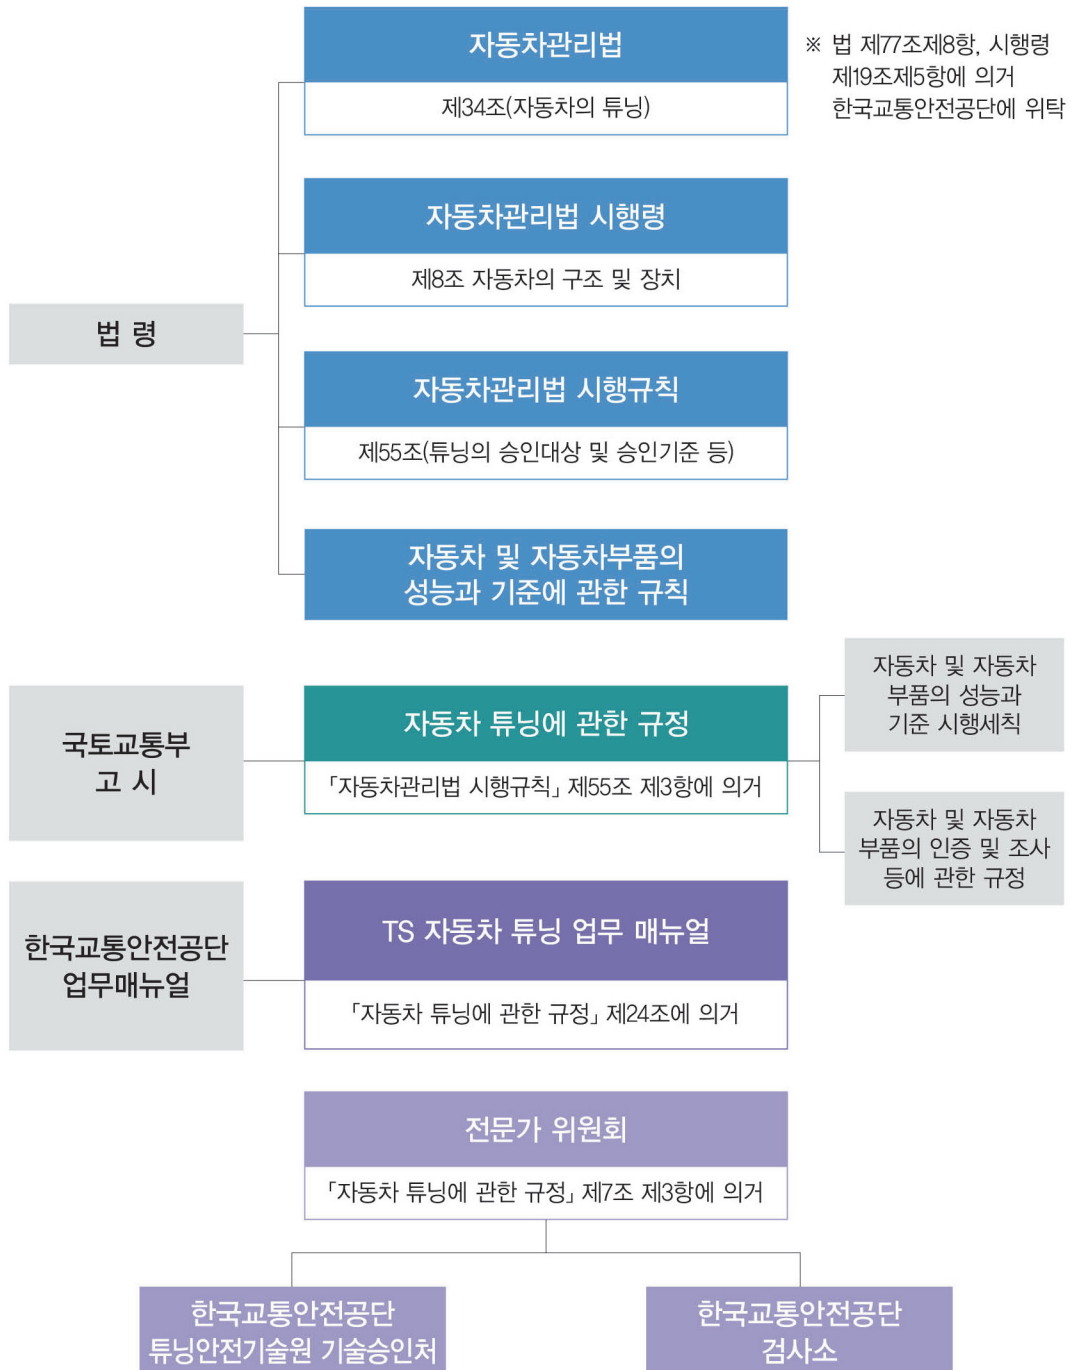 자동차관리법
제34조(자동차의 튜닝)
※ 법 제77조제8항, 시행령
제19조제5항에 의거
한국교통안전공단에 위탁
자동차관리법 시행령
제8조 자동차의 구조 및 장치
법 령
자동차관리법 시행규칙
제55조(튜닝의 승인대상 및 승인기준 등)
자동차 및 자동차부품의
성능과 기준에 관한 규칙
국토교통부
고 시
자동차 튜닝에 관한 규정
「자동차관리법 시행규칙」 제55조 제3항에 의거
자동차 및 자동차
부품의 성능과
기준 시행세칙
자동차 및 자동차
부품의 인증 및 조사
등에 관한 규정
한국교통안전공단
업무매뉴얼
TS 자동차 튜닝 업무 매뉴얼
「자동차 튜닝에 관한 규정」 제24조에 의거
전문가 위원회
「자동차 튜닝에 관한 규정」 제7조 제3항에 의거
한국교통안전공단
튜닝안전기술원 기술승인처
한국교통안전공단
검사소